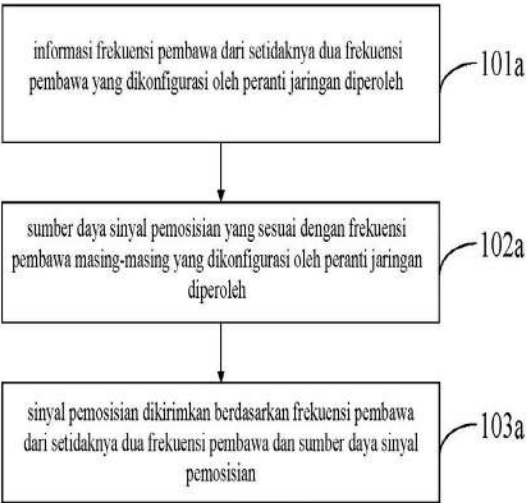 informasi frekuensi pembawa dari setidaknya dua frekuensi
pembawa yang dikonfigurasi oleh peranti jaringan diperoleh
101a
sumber daya sinyal pemosisian yang sesuai dengan frekuensi
pembawa masing-masing yang dikonfigurasi oleh peranti jaringan
diperoleh
102a
sinyal pemosisian dikirimkan berdasarkan frekuensi pembawa
dari setidaknya dua frekuensi pembawa dan sumber daya sinyal
pemosisian
103a